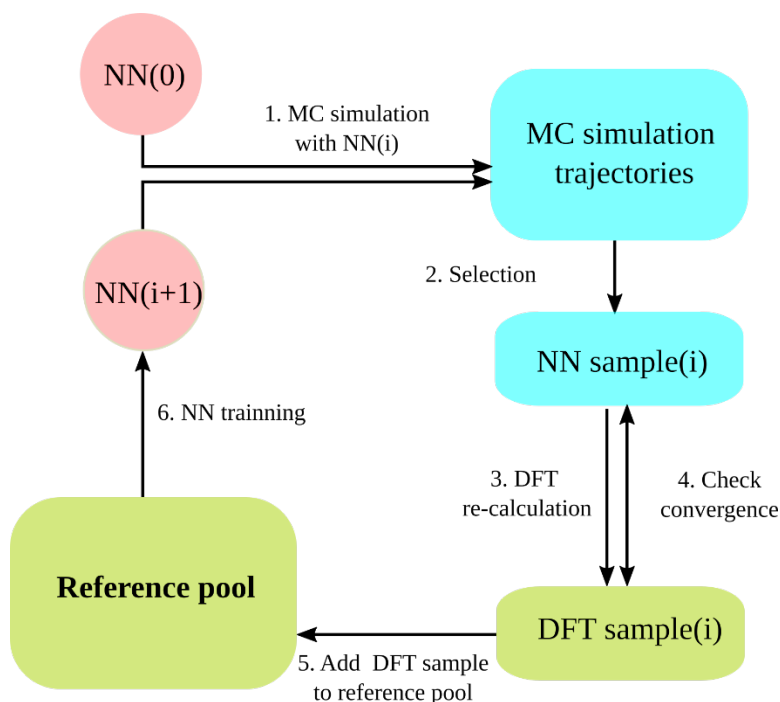 NN(0)
1. MC simulation
with NN(i)
MC simulation
trajectories
2. Selection
NN(i+1)
NN sample(i)
6. NN trainning
3. DFT
re-calculation
4. Check
convergence
Reference pool
DFT sample(i)
5. Add  DFT sample
to reference pool